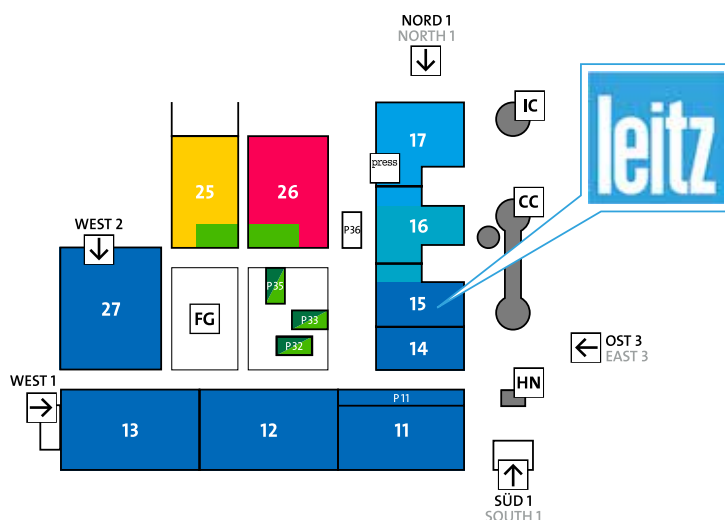 NORD 1
NORTH 1
IC
17
leitz
press
25
26
CC
16
P36
WEST 2
P35
15
27
FG
P33
14
P32
OST 3
EAST 3
WEST 1
HN
P11
13
12
11
SÜD 1
SOUTH 1